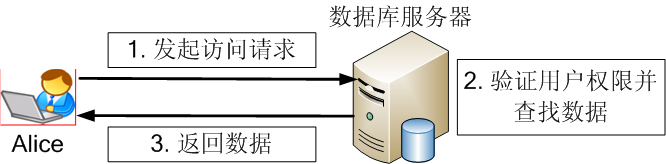 数据库服务器
1. 发起访问请求
2. 验证用户权限并
查找数据
3. 返回数据
Alice